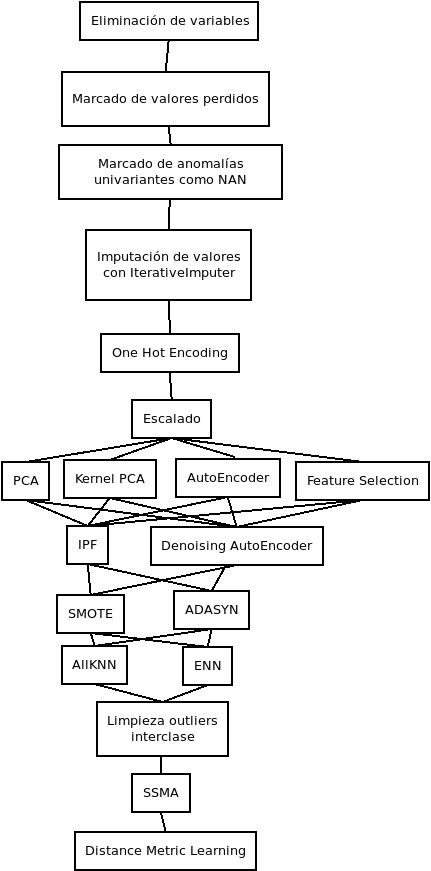 Eliminación de variables
Marcado de valores perdidos
Marcado de anomalías
univariantes como NAN
Imputación de valores
con IterativeImputer
One Hot Encoding
Escalado
PCA
Kernel PCA
AutoEncoder
Feature Selection
IPF
Denoising AutoEncoder
SMOTE
ADASYN
AllKNN
ENN
Limpieza outliers
interclase
SSMA
Distance Metric Learning